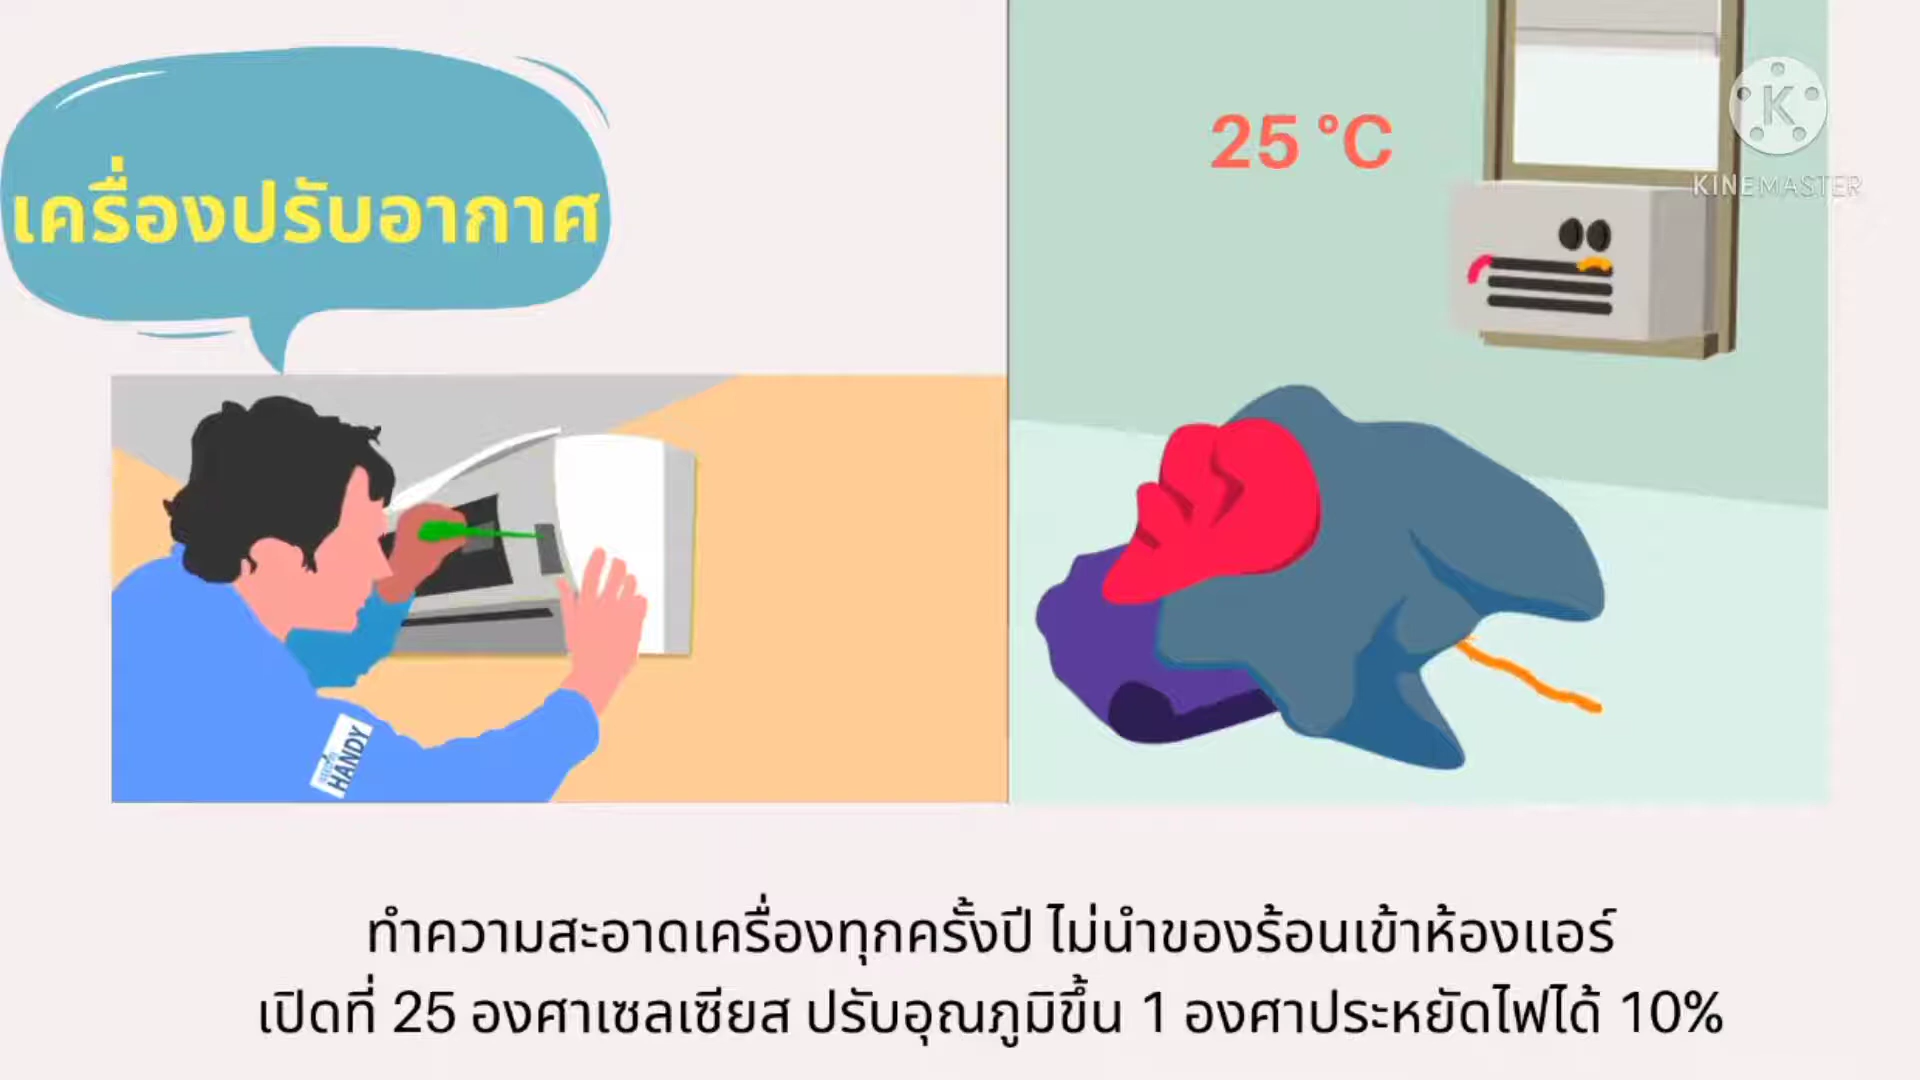 เครื่องปรับอากาศ
25 °C
KINEMASTER
HANDY
ทำความสะอาดเครื่องทุกครั้งปี ไม่นำของร้อนเข้าห้องแอร์
เปิดที่ 25 องศาเซลเซียส ปรับอุณภูมิขึ้น 1 องศาประหยัดไฟได้ 10%